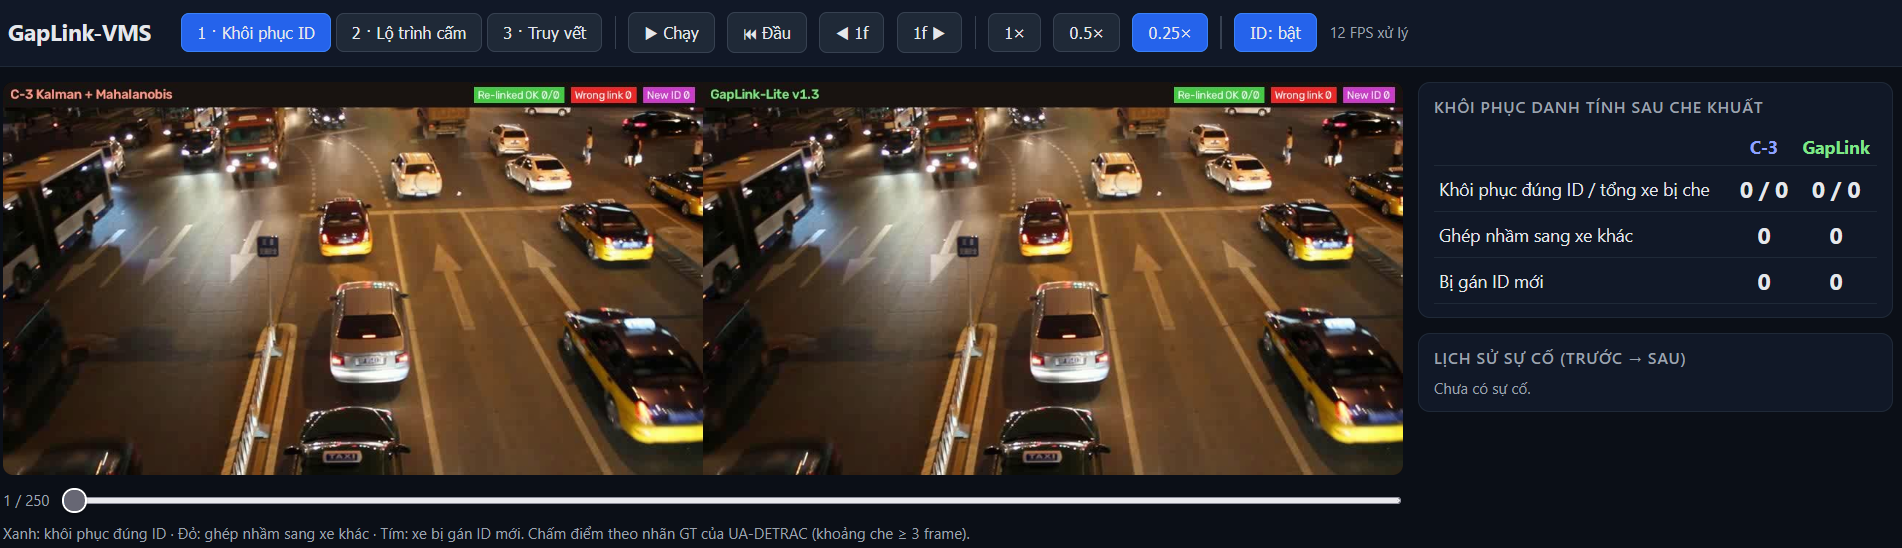 GapLink-VMS 1 · Khôi phục ID 2 · Lộ trình cấm 3 · Truy vết ▶ Chạy ⏮ Đầu ◀ 1f 1f ▶ 1× 0.5× 0.25× ID: bật 12 FPS xử lý
C-3 Kalman + Mahalanobis Re-linked OK 0/0 Wrong link 0 New ID 0
GapLink-Lite v1.3 Re-linked OK 0/0 Wrong link 0 New ID 0
TAXI
TAXI
1 / 250
Xanh: khôi phục đúng ID · Đỏ: ghép nhầm sang xe khác · Tím: xe bị gán ID mới. Chấm điểm theo nhãn GT của UA-DETRAC (khoảng che ≥ 3 frame).
KHÔI PHỤC DANH TÍNH SAU CHE KHUẤT
C-3 GapLink
Khôi phục đúng ID / tổng xe bị che 0 / 0 0 / 0
Ghép nhầm sang xe khác 0 0
Bị gán ID mới 0 0
LỊCH SỬ SỰ CỐ (TRƯỚC → SAU)
Chưa có sự cố.